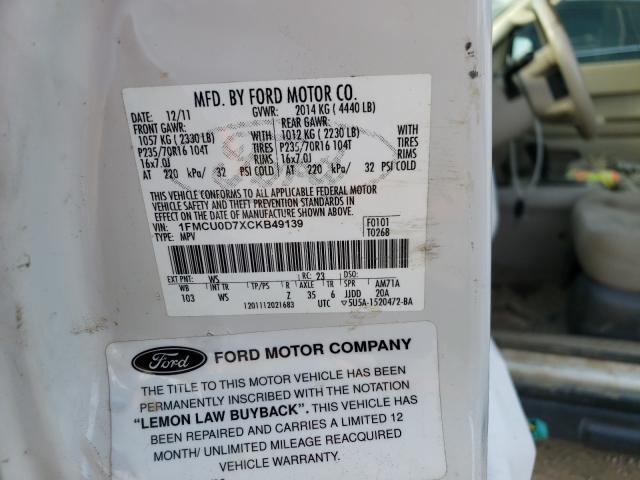 MFD. BY FORD MOTOR CO.
DATE: 12/11 GVWR: 2014 KG ( 4440 LB)
FRONT GAWR: REAR GAWR:
1057 KG ( 2330 LB) WITH 1012 KG ( 2230 LB) WITH
P235/70R16 104T TIRES P235/70R16 104T TIRES
16x7.0J RIMS 16x7.0J RIMS
AT 220 kPa/ 32 PSI COLD AT 220 kPa/ 32 PSI COLD
THIS VEHICLE CONFORMS TO ALL APPLICABLE FEDERAL MOTOR
VEHICLE SAFETY AND THEFT PREVENTION STANDARDS IN
EFFECT ON THE DATE OF MANUFACTURE SHOWN ABOVE.
VIN: 1FMCU0D7XCKB49139 F0101
TYPE: MPV T0268
EXT PNT: WS RC: 23 DSO:
WB INT TR TP/PS R AXLE TR SPR AM71A
103 WS Z 35 6 JJDD 20A
1201112021683 UTC ▽5U5A-1520472-BA
Ford FORD MOTOR COMPANY
THE TITLE TO THIS MOTOR VEHICLE HAS BEEN
PERMANENTLY INSCRIBED WITH THE NOTATION
"LEMON LAW BUYBACK". THIS VEHICLE HAS
BEEN REPAIRED AND CARRIES A LIMITED 12
MONTH/ UNLIMITED MILEAGE REACQUIRED
VEHICLE WARRANTY.